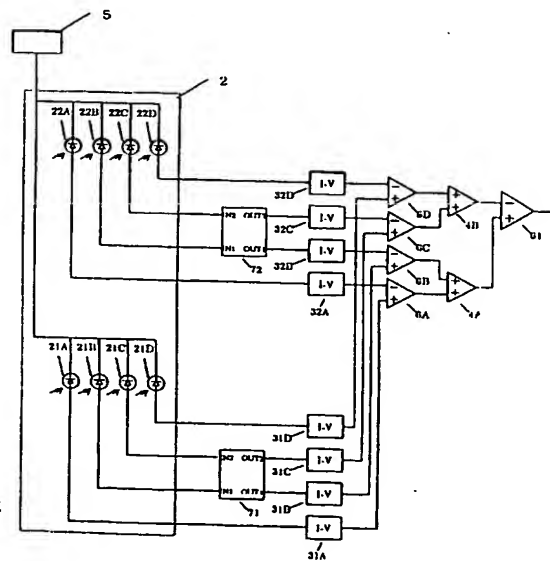 5
2
22A 22B 22C 22D
I-V
32D
6D
4B
61
IN2 OUT2
I-V
32C
6C
IN1 OUT1
I-V
32D
6B
72
I-V
32A
6A
4A
21A 21B 21C 21D
31D
I-V
IN2 OUT2
31C
I-V
IN1 OUT1
31D
I-V
71
I-V
31A